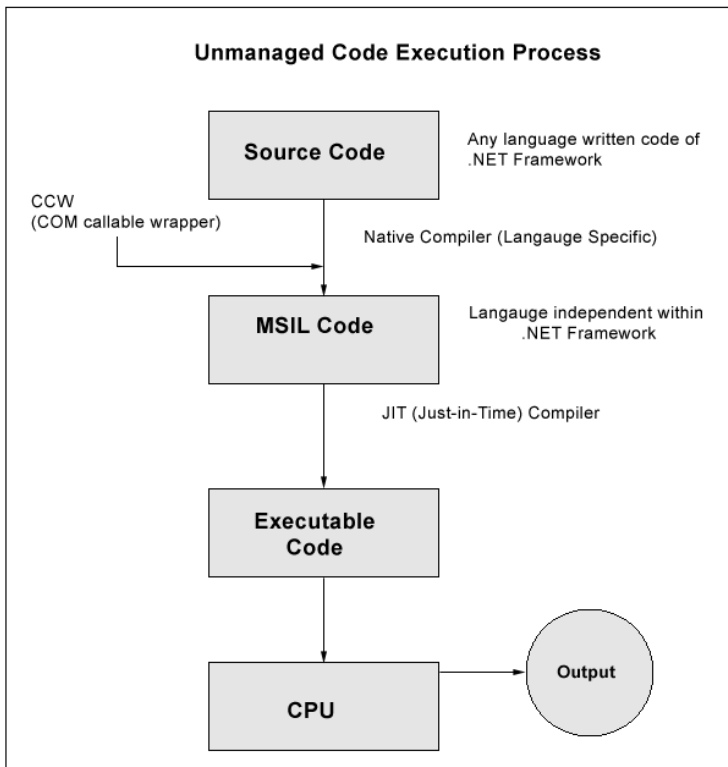 Unmanaged Code Execution Process
Source Code
Any language written code of
.NET Framework
CCW
(COM callable wrapper)
Native Compiler (Langauge Specific)
MSIL Code
Langauge independent within
.NET Framework
JIT (Just-in-Time) Compiler
Executable
Code
CPU
Output